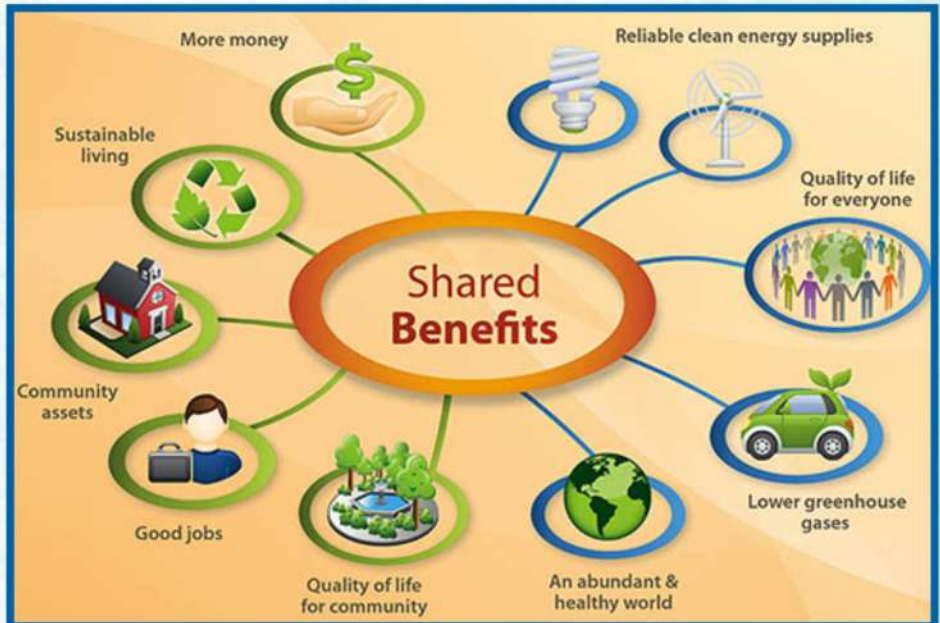 More money
Reliable clean energy supplies
Sustainable
living
Quality of life
for everyone
Shared
Benefits
Community
assets
Good jobs
Lower greenhouse
gases
Quality of life
for community
An abundant &
healthy world